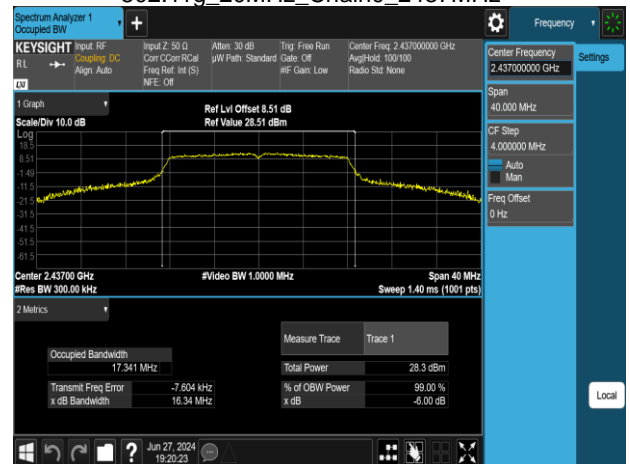 Spectrum Analyzer 1
Occupied BW
Frequency
KEYSIGHT
RL
LXI
Input: RF
Coupling: DC
Align: Auto
Input Z: 50 Ω
Corr CCorr RCal
Freq Ref: Int (S)
NFE: Off
Atten: 30 dB
µW Path: Standard
Trig: Free Run
Gate: Off
#IF Gain: Low
Center Freq: 2.437000000 GHz
Avg|Hold: 100/100
Radio Std: None
Center Frequency
2.437000000 GHz
Settings
Span
40.000 MHz
CF Step
4.000000 MHz
Auto
Man
Freq Offset
0 Hz
1 Graph
Scale/Div 10.0 dB
Ref Lvl Offset 8.51 dB
Ref Value 28.51 dBm
Log
18.5
8.51
-1.49
-11.5
-21.5
-31.5
-41.5
-51.5
-61.5
Center 2.43700 GHz
#Video BW 1.0000 MHz
Span 40 MHz
#Res BW 300.00 kHz
Sweep 1.40 ms (1001 pts)
2 Metrics
Measure Trace Trace 1
Occupied Bandwidth
17.341 MHz
Total Power 28.3 dBm
Transmit Freq Error -7.604 kHz
% of OBW Power 99.00 %
x dB Bandwidth 16.34 MHz
x dB -6.00 dB
Local
?
Jun 27, 2024
19:20:23